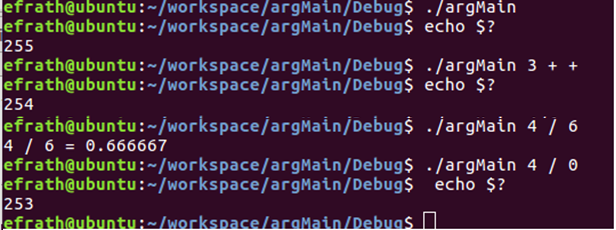 efrath@ubuntu:~/workspace/argMain/Debug$ ./argMain
efrath@ubuntu:~/workspace/argMain/Debug$ echo $?
255
efrath@ubuntu:~/workspace/argMain/Debug$ ./argMain 3 + +
efrath@ubuntu:~/workspace/argMain/Debug$ echo $?
254
efrath@ubuntu:~/workspace/argMain/Debug$ ./argMain 4 / 6
4 / 6 = 0.666667
efrath@ubuntu:~/workspace/argMain/Debug$ ./argMain 4 / 0
efrath@ubuntu:~/workspace/argMain/Debug$  echo $?
253
efrath@ubuntu:~/workspace/argMain/Debug$